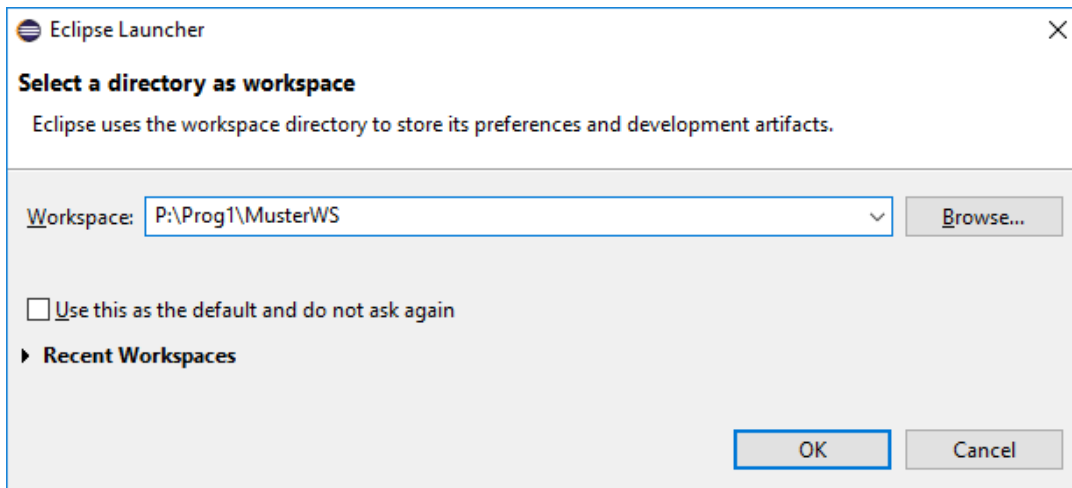 Eclipse Launcher
Select a directory as workspace
Eclipse uses the workspace directory to store its preferences and development artifacts.
Workspace: P:\Prog1\MusterWS Browse...
Use this as the default and do not ask again
Recent Workspaces
OK Cancel